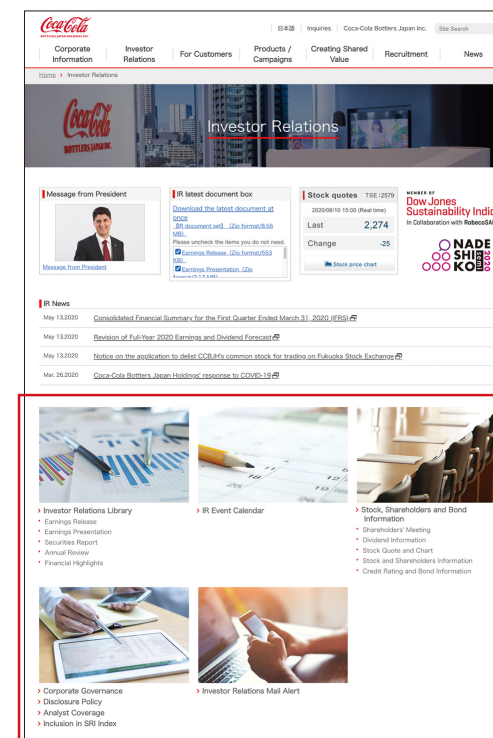 Coca-Cola
BOTTLERS JAPAN HOLDINGS INC.
日本語 Inquiries Coca-Cola Bottlers Japan Inc. Site Search
Corporate Information
Investor Relations
For Customers
Products / Campaigns
Creating Shared Value
Recruitment
News
Home > Investor Relations
Coca-Cola
BOTTLERS JAPAN INC.
Investor Relations
Message from President
Message from President
IR latest document box
Download the latest document at
once
Please uncheck the items you do not need.
Earnings Release (Zip format/553
KB)
Earnings Presentation (Zip
Stock quotes TSE:2579
2020/06/10 15:00 (Real time)
Last 2,274
Change -25
Stock price chart
MEMBER OF
Dow Jones
Sustainability Indic
In Collaboration with RobecoSAM
NADE
SHI
KO
2020
IR News
May 13,2020 Consolidated Financial Summary for the First Quarter Ended March 31, 2020 (IFRS)
May 13,2020 Revision of Full-Year 2020 Earnings and Dividend Forecast
May 13,2020 Notice on the application to delist CCBJH's common stock for trading on Fukuoka Stock Exchange
Mar. 26,2020 Coca-Cola Bottlers Japan Holdings' response to COVID-19
> Investor Relations Library
• Earnings Release
• Earnings Presentation
• Securities Report
• Annual Review
• Financial Highlights
> IR Event Calendar
> Stock, Shareholders and Bond
Information
• Shareholders' Meeting
• Dividend Information
• Stock Quote and Chart
• Stock and Shareholders Information
• Credit Rating and Bond Information
> Corporate Governance
> Disclosure Policy
> Analyst Coverage
> Inclusion in SRI Index
> Investor Relations Mail Alert